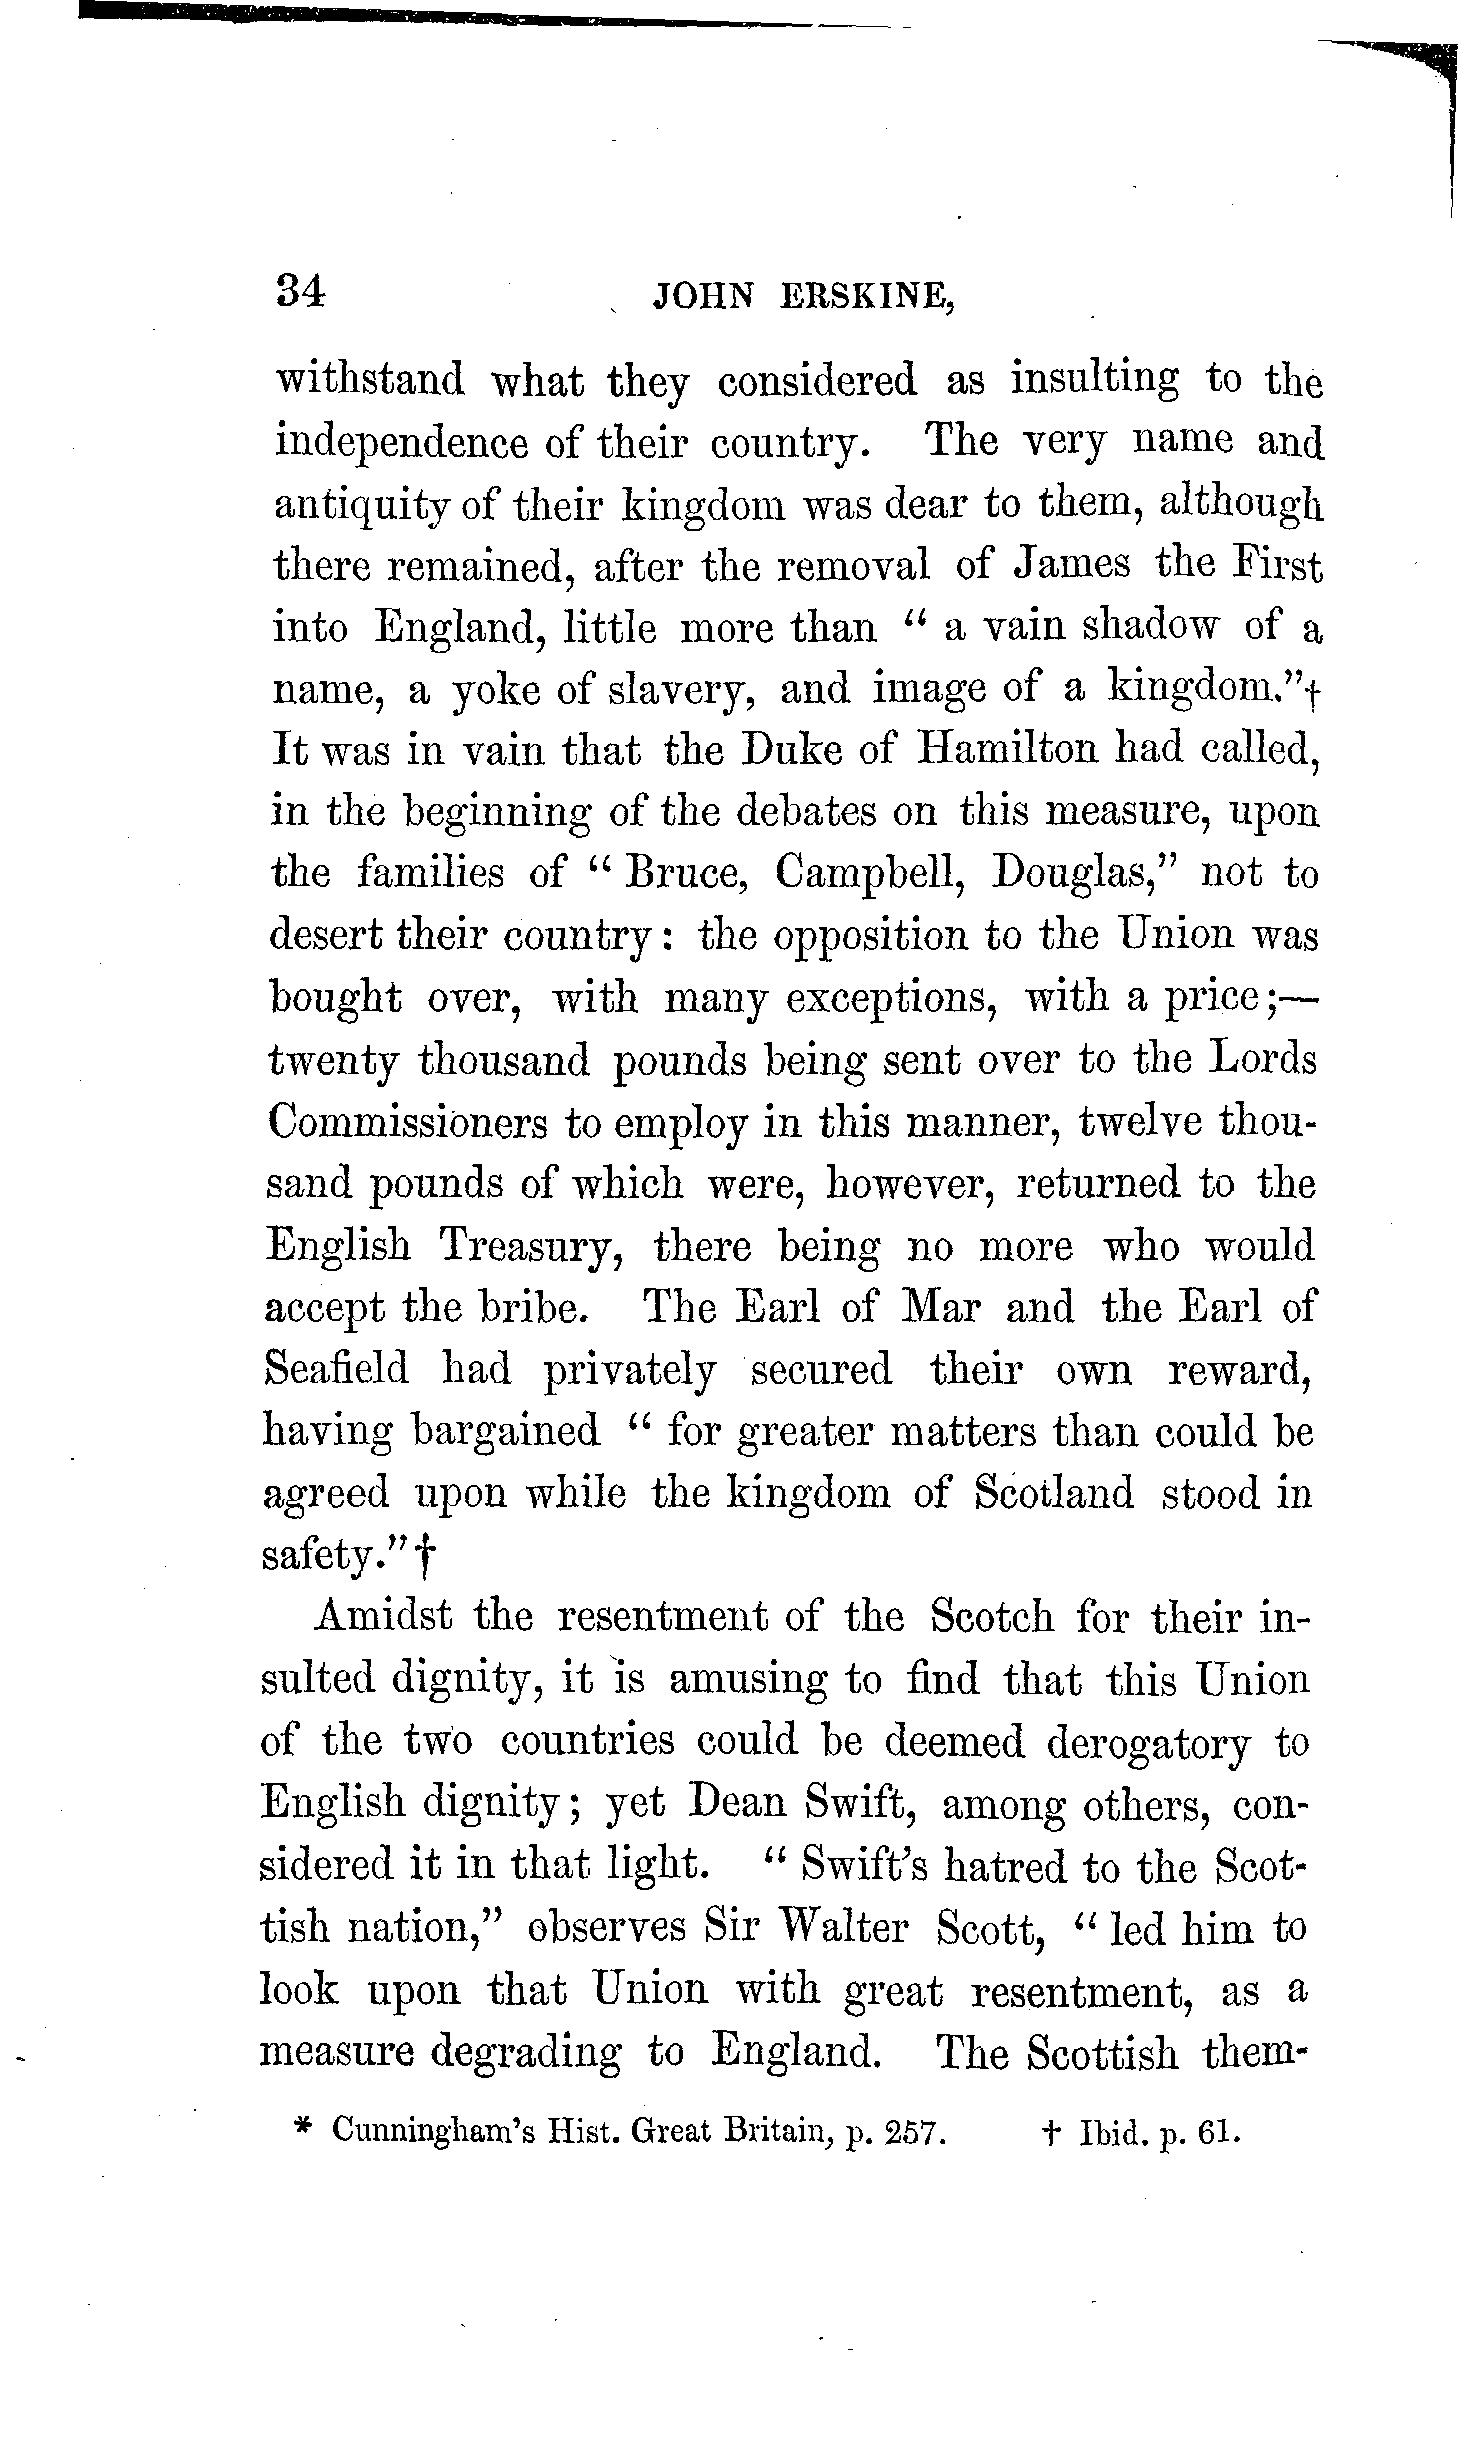 34 JOHN ERSKINE,
withstand what they considered as insulting to the
independence of their country. The very name and
antiquity of their kingdom was dear to them, although
there remained, after the removal of James the First
into England, little more than " a vain shadow of a
name, a yoke of slavery, and image of a kingdom."†
It was in vain that the Duke of Hamilton had called,
in the beginning of the debates on this measure, upon
the families of " Bruce, Campbell, Douglas," not to
desert their country : the opposition to the Union was
bought over, with many exceptions, with a price ;—
twenty thousand pounds being sent over to the Lords
Commissioners to employ in this manner, twelve thou-
sand pounds of which were, however, returned to the
English Treasury, there being no more who would
accept the bribe. The Earl of Mar and the Earl of
Seafield had privately secured their own reward,
having bargained " for greater matters than could be
agreed upon while the kingdom of Scotland stood in
safety." †
Amidst the resentment of the Scotch for their in-
sulted dignity, it is amusing to find that this Union
of the two countries could be deemed derogatory to
English dignity ; yet Dean Swift, among others, con-
sidered it in that light. " Swift's hatred to the Scot-
tish nation," observes Sir Walter Scott, " led him to
look upon that Union with great resentment, as a
measure degrading to England. The Scottish them-
* Cunningham's Hist. Great Britain, p. 257. † Ibid. p. 61.